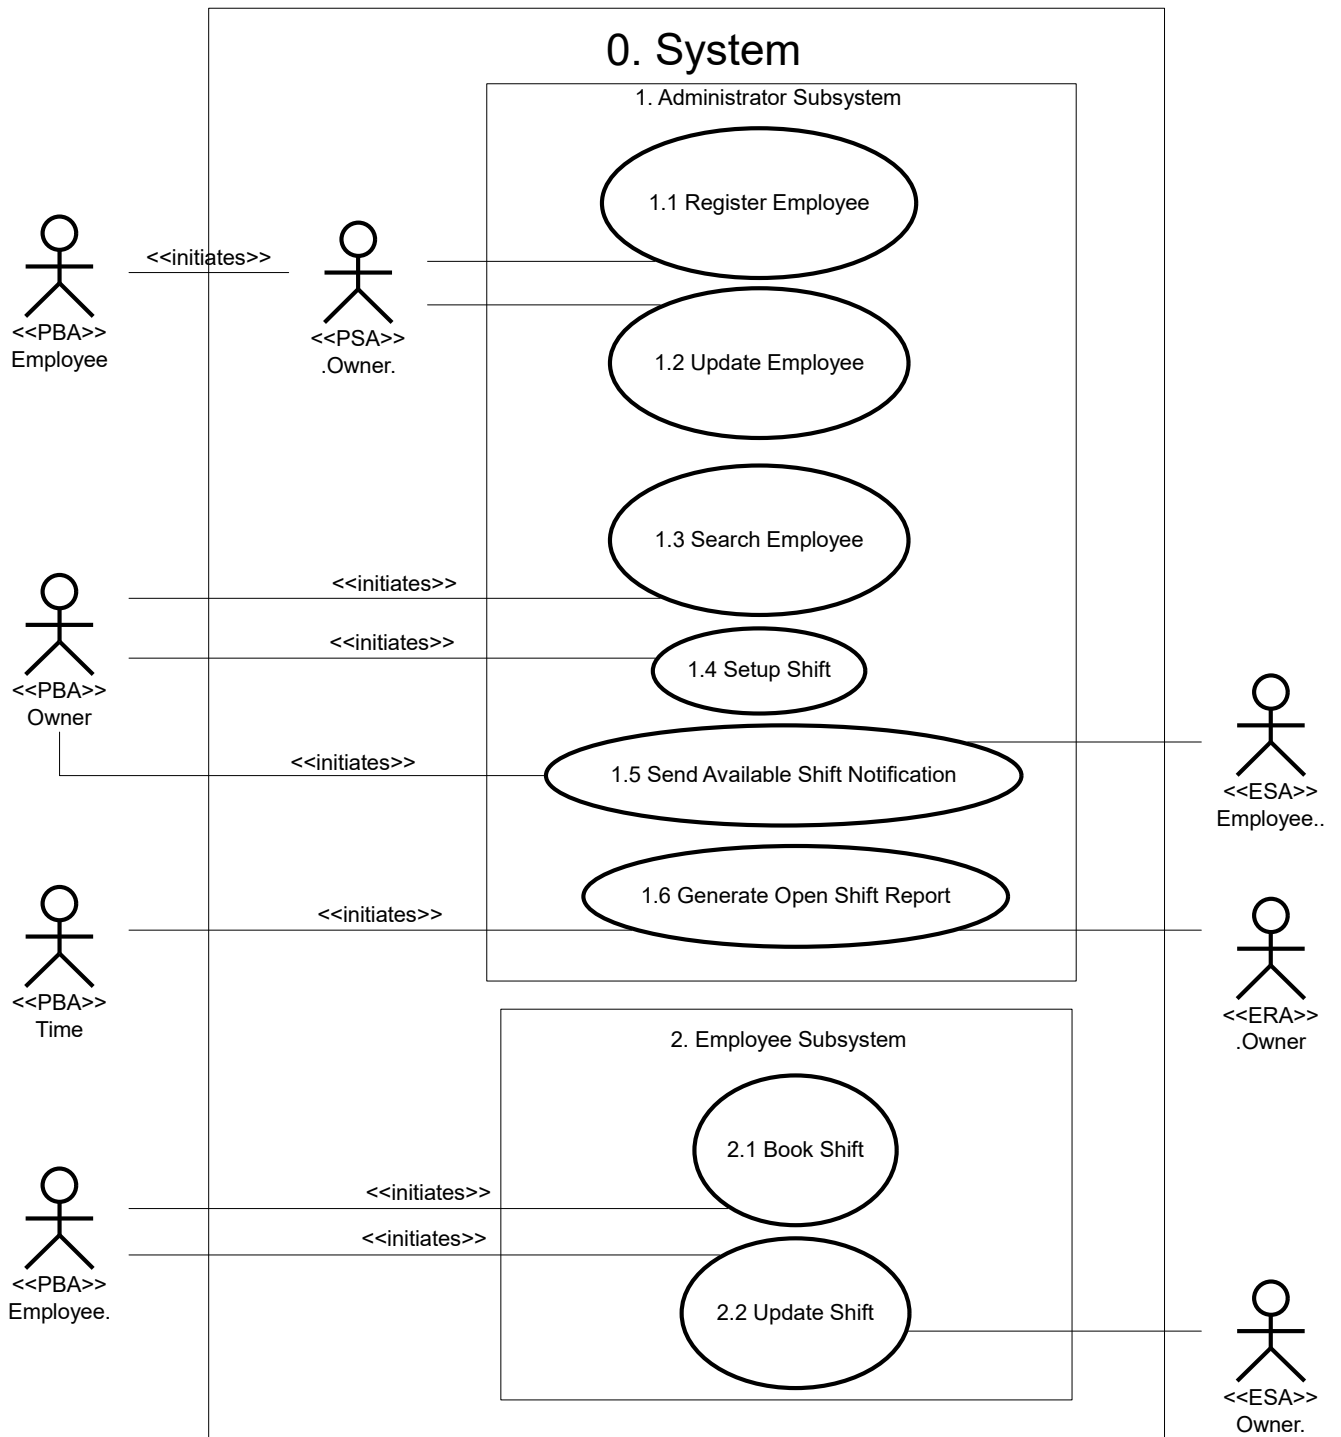 0. System
1. Administrator Subsystem
1.1 Register Employee
<<initiates>>
<<PBA>>
Employee
<<PSA>>
.Owner.
1.2 Update Employee
1.3 Search Employee
<<initiates>>
<<initiates>>
1.4 Setup Shift
<<PBA>>
Owner
<<initiates>>
1.5 Send Available Shift Notification
<<ESA>>
Employee..
1.6 Generate Open Shift Report
<<initiates>>
<<PBA>>
Time
<<ERA>>
.Owner
2. Employee Subsystem
2.1 Book Shift
<<initiates>>
<<initiates>>
<<PBA>>
Employee.
2.2 Update Shift
<<ESA>>
Owner.